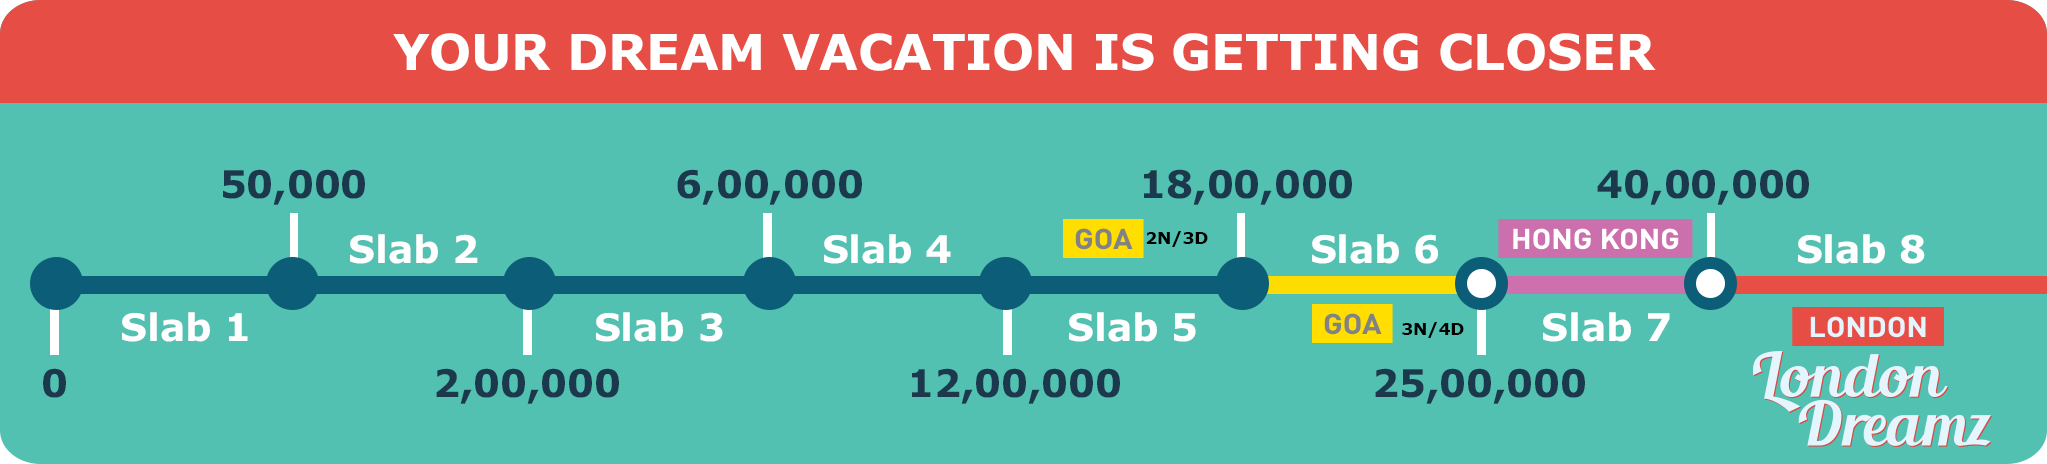 YOUR DREAM VACATION IS GETTING CLOSER
50,000
6,00,000
18,00,000
40,00,000
Slab 2
Slab 4
GOA 2N/3D
Slab 6
HONG KONG
Slab 8
Slab 1
Slab 3
Slab 5
GOA 3N/4D
Slab 7
LONDON
0
2,00,000
12,00,000
25,00,000
London
Dreamz